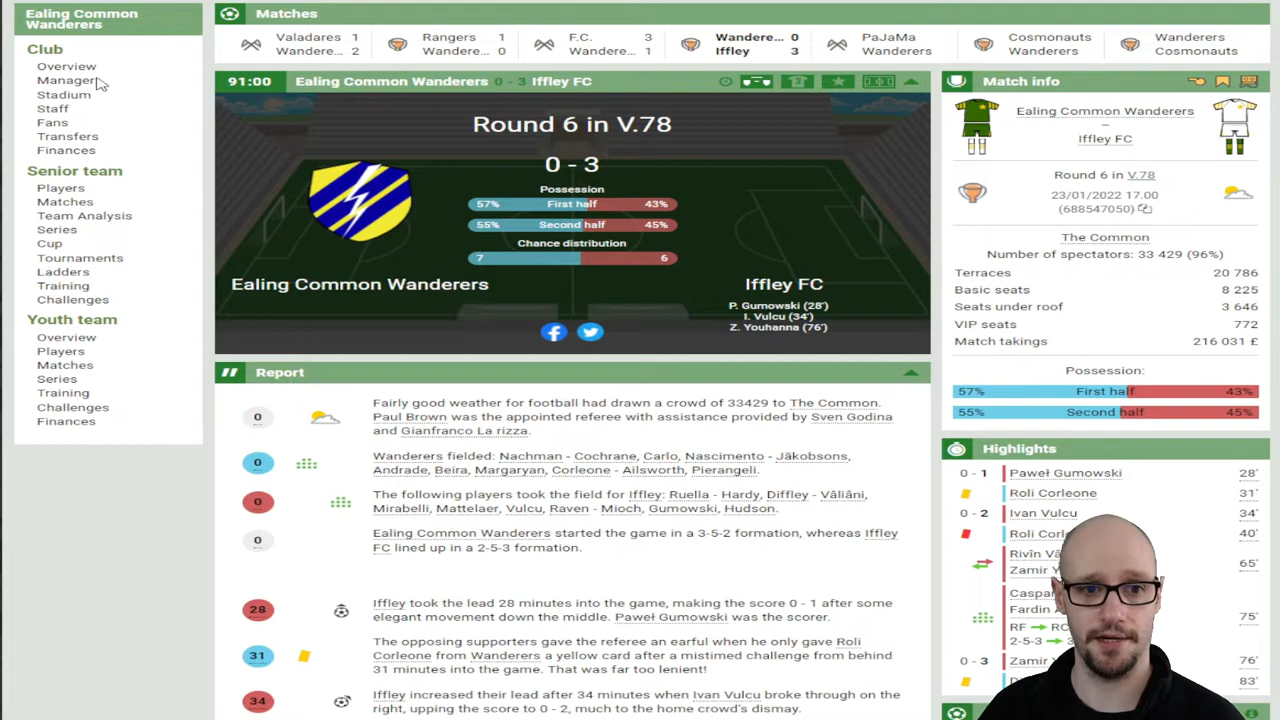 Ealing Common
Wanderers
Club
Overview
Manager
Stadium
Staff
Fans
Transfers
Finances
Senior team
Players
Matches
Team Analysis
Series
Cup
Tournaments
Ladders
Training
Challenges
Youth team
Overview
Players
Matches
Series
Training
Challenges
Finances
Matches
Valadares 1
Wandere... 2
Rangers 1
Wandere... 0
F.C. 3
Wandere... 1
Wandere... 0
Iffley 3
PaJaMa
Wanderers
Cosmonauts
Wanderers
Wanderers
Cosmonauts
91:00 Ealing Common Wanderers 0 - 3 Iffley FC
Round 6 in V.78
0 - 3
Possession
57% First half 43%
55% Second half 45%
Chance distribution
7 6
Ealing Common Wanderers
Iffley FC
P. Gumowski (28')
I. Vulcu (34')
Z. Youhanna (76')
Report
0 Fairly good weather for football had drawn a crowd of 33429 to The Common.
Paul Brown was the appointed referee with assistance provided by Sven Godina
and Gianfranco La rizza.
0 Wanderers fielded: Nachman - Cochrane, Carlo, Nascimento - Jākobsons,
Andrade, Beira, Margaryan, Corleone - Ailsworth, Pierangeli.
0 The following players took the field for Iffley: Ruella - Hardy, Diffley - Văliâni,
Mirabelli, Mattelaer, Vulcu, Raven - Mioch, Gumowski, Hudson.
0 Ealing Common Wanderers started the game in a 3-5-2 formation, whereas Iffley
FC lined up in a 2-5-3 formation.
28 Iffley took the lead 28 minutes into the game, making the score 0 - 1 after some
elegant movement down the middle. Paweł Gumowski was the scorer.
31 The opposing supporters gave the referee an earful when he only gave Roli
Corleone from Wanderers a yellow card after a mistimed challenge from behind
31 minutes into the game. That was far too lenient!
34 Iffley increased their lead after 34 minutes when Ivan Vulcu broke through on the
right, upping the score to 0 - 2, much to the home crowd's dismay.
Match info
Ealing Common Wanderers
–
Iffley FC
Round 6 in V.78
23/01/2022 17.00
(688547050)
The Common
Number of spectators: 33 429 (96%)
Terraces 20 786
Basic seats 8 225
Seats under roof 3 646
VIP seats 772
Match takings 216 031 £
Possession:
57% First half 43%
55% Second half 45%
Highlights
0 - 1 Paweł Gumowski 28'
Roli Corleone 31'
0 - 2 Ivan Vulcu 34'
Roli 40'
Zamir 65'
75'
RF
2-5-3
0 - 3 76'
83'